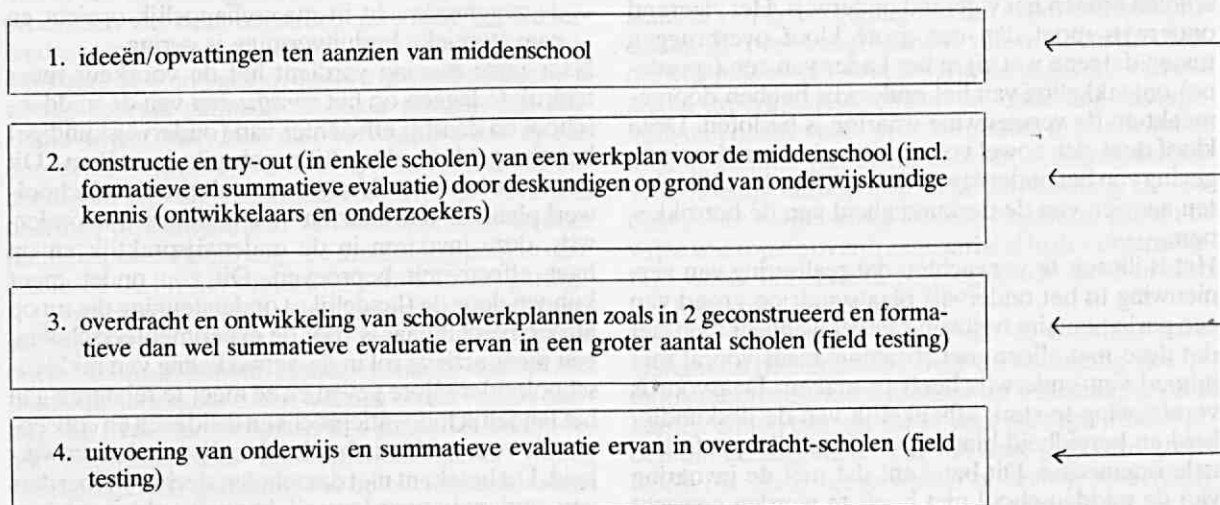 1. ideeën/opvattingen ten aanzien van middenschool
2. constructie en try-out (in enkele scholen) van een werkplan voor de middenschool (incl.
formatieve en summatieve evaluatie) door deskundigen op grond van onderwijskundige
kennis (ontwikkelaars en onderzoekers)
3. overdracht en ontwikkeling van schoolwerkplannen zoals in 2 geconstrueerd en forma-
tieve dan wel summatieve evaluatie ervan in een groter aantal scholen (field testing)
4. uitvoering van onderwijs en summatieve evaluatie ervan in overdracht-scholen (field
testing)